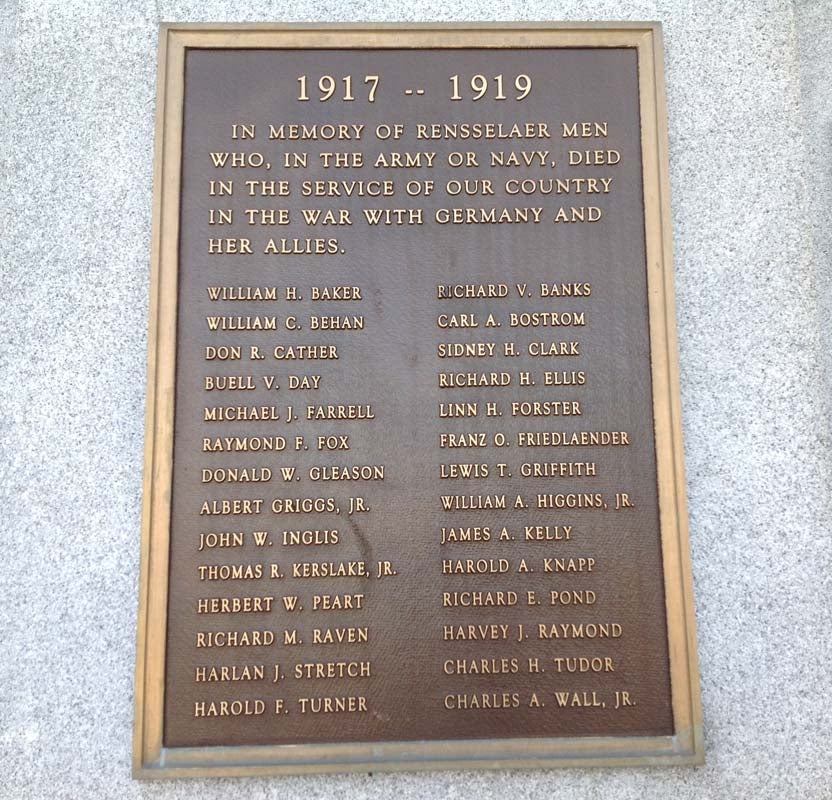 1917 -- 1919
IN MEMORY OF RENSSELAER MEN
WHO, IN THE ARMY OR NAVY, DIED
IN THE SERVICE OF OUR COUNTRY
IN THE WAR WITH GERMANY AND
HER ALLIES.
WILLIAM H. BAKER
WILLIAM C. BEHAN
DON R. CATHER
BUELL V. DAY
MICHAEL J. FARRELL
RAYMOND F. FOX
DONALD W. GLEASON
ALBERT GRIGGS, JR.
JOHN W. INGLIS
THOMAS R. KERSLAKE, JR.
HERBERT W. PEART
RICHARD M. RAVEN
HARLAN J. STRETCH
HAROLD F. TURNER
RICHARD V. BANKS
CARL A. BOSTROM
SIDNEY H. CLARK
RICHARD H. ELLIS
LINN H. FORSTER
FRANZ O. FRIEDLAENDER
LEWIS T. GRIFFITH
WILLIAM A. HIGGINS, JR.
JAMES A. KELLY
HAROLD A. KNAPP
RICHARD E. POND
HARVEY J. RAYMOND
CHARLES H. TUDOR
CHARLES A. WALL, JR.